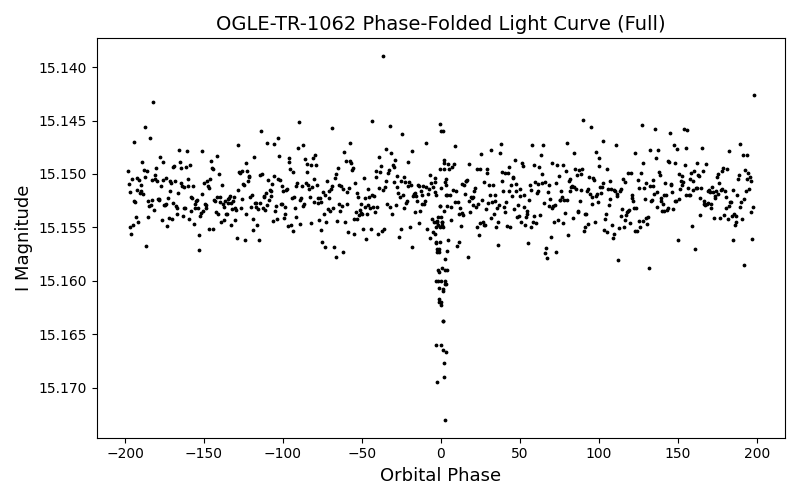 OGLE-TR-1062 Phase-Folded Light Curve (Full)
15.140
15.145
15.150
15.155
15.160
15.165
15.170
I Magnitude
−200 −150 −100 −50 0 50 100 150 200
Orbital Phase